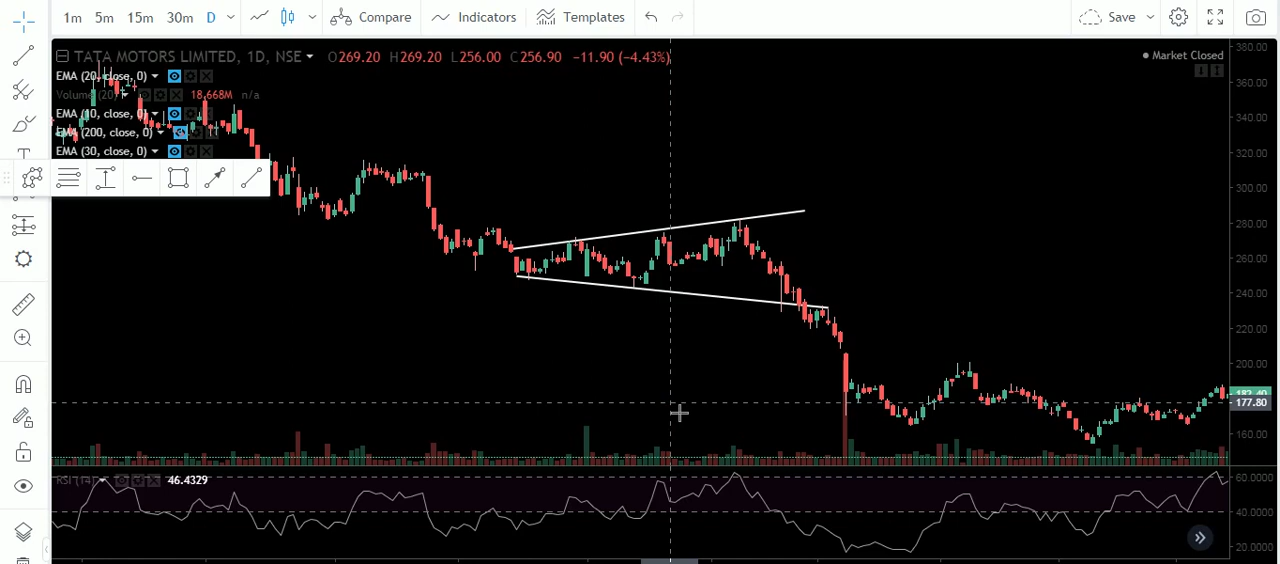 1m 5m 15m 30m D Compare Indicators Templates Save
TATA MOTORS LIMITED, 1D, NSE O269.20 H269.20 L256.00 C256.90 -11.90 (-4.43%)
Market Closed
EMA (20, close, 0)
Volume (20) 18.668M n/a
EMA (10, close, 0)
EMA (200, close, 0)
EMA (30, close, 0)
380.00
360.00
340.00
320.00
300.00
280.00
260.00
240.00
220.00
200.00
177.80
160.00
RSI (14) 46.4329
60.0000
40.0000
20.0000